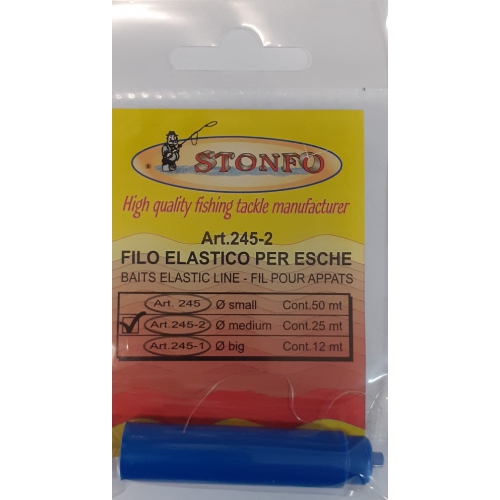 STONFO
High quality fishing tackle manufacturer
Art.245-2
FILO ELASTICO PER ESCHE
BAITS ELASTIC LINE - FIL POUR APPATS
Art. 245 Ø small Cont.50 mt
Art.245-2 Ø medium Cont.25 mt
Art.245-1 Ø big Cont.12 mt